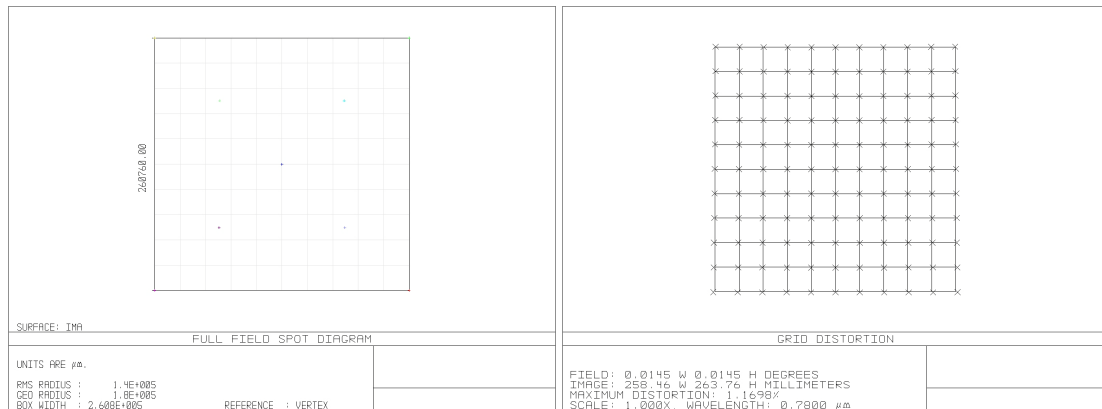 260760.00
SURFACE: IMA
FULL FIELD SPOT DIAGRAM
UNITS ARE µm.
RMS RADIUS : 1.4E+005
GEO RADIUS : 1.8E+005
BOX WIDTH : 2.608E+005 REFERENCE : VERTEX
GRID DISTORTION
FIELD: 0.0145 W 0.0145 H DEGREES
IMAGE: 258.46 W 263.76 H MILLIMETERS
MAXIMUM DISTORTION: 1.1698%
SCALE: 1.000X, WAVELENGTH: 0.7800 µm